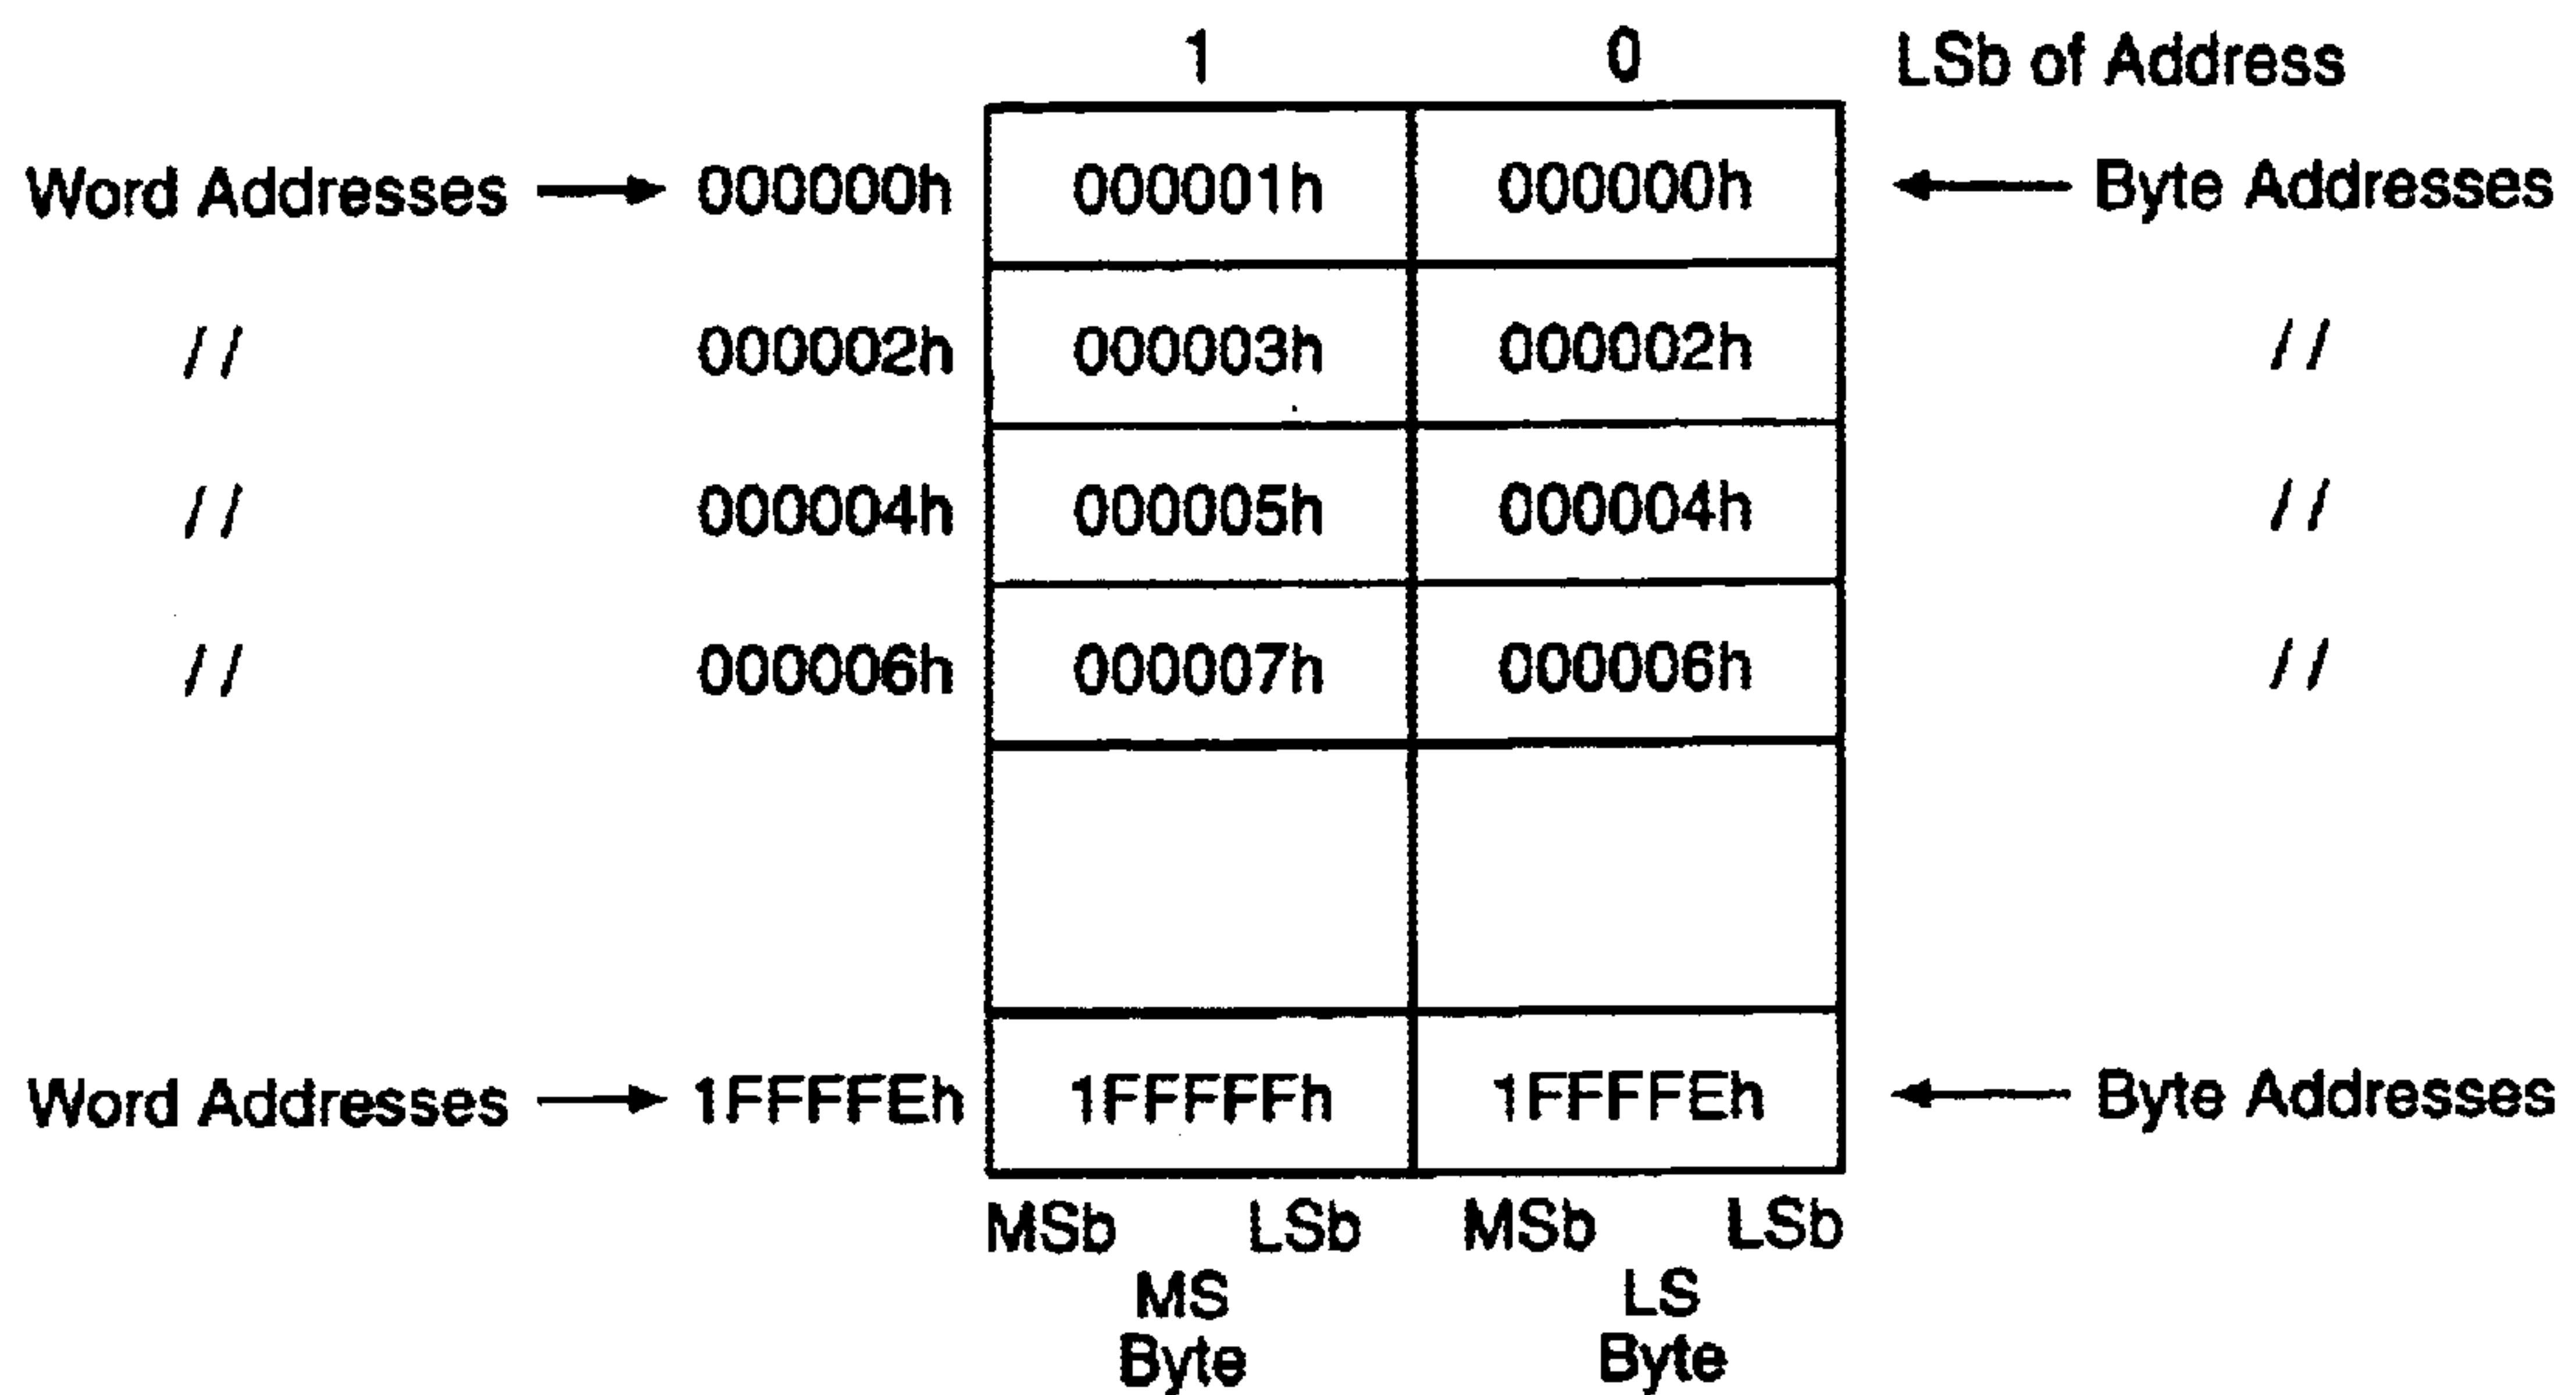 1 0 LSb of Address
Word Addresses 000000h 000001h 000000h Byte Addresses
// 000002h 000003h 000002h //
// 000004h 000005h 000004h //
// 000006h 000007h 000006h //
Word Addresses 1FFFFEh 1FFFFFh 1FFFFEh Byte Addresses
MSb LSb MSb LSb
MS LS
Byte Byte